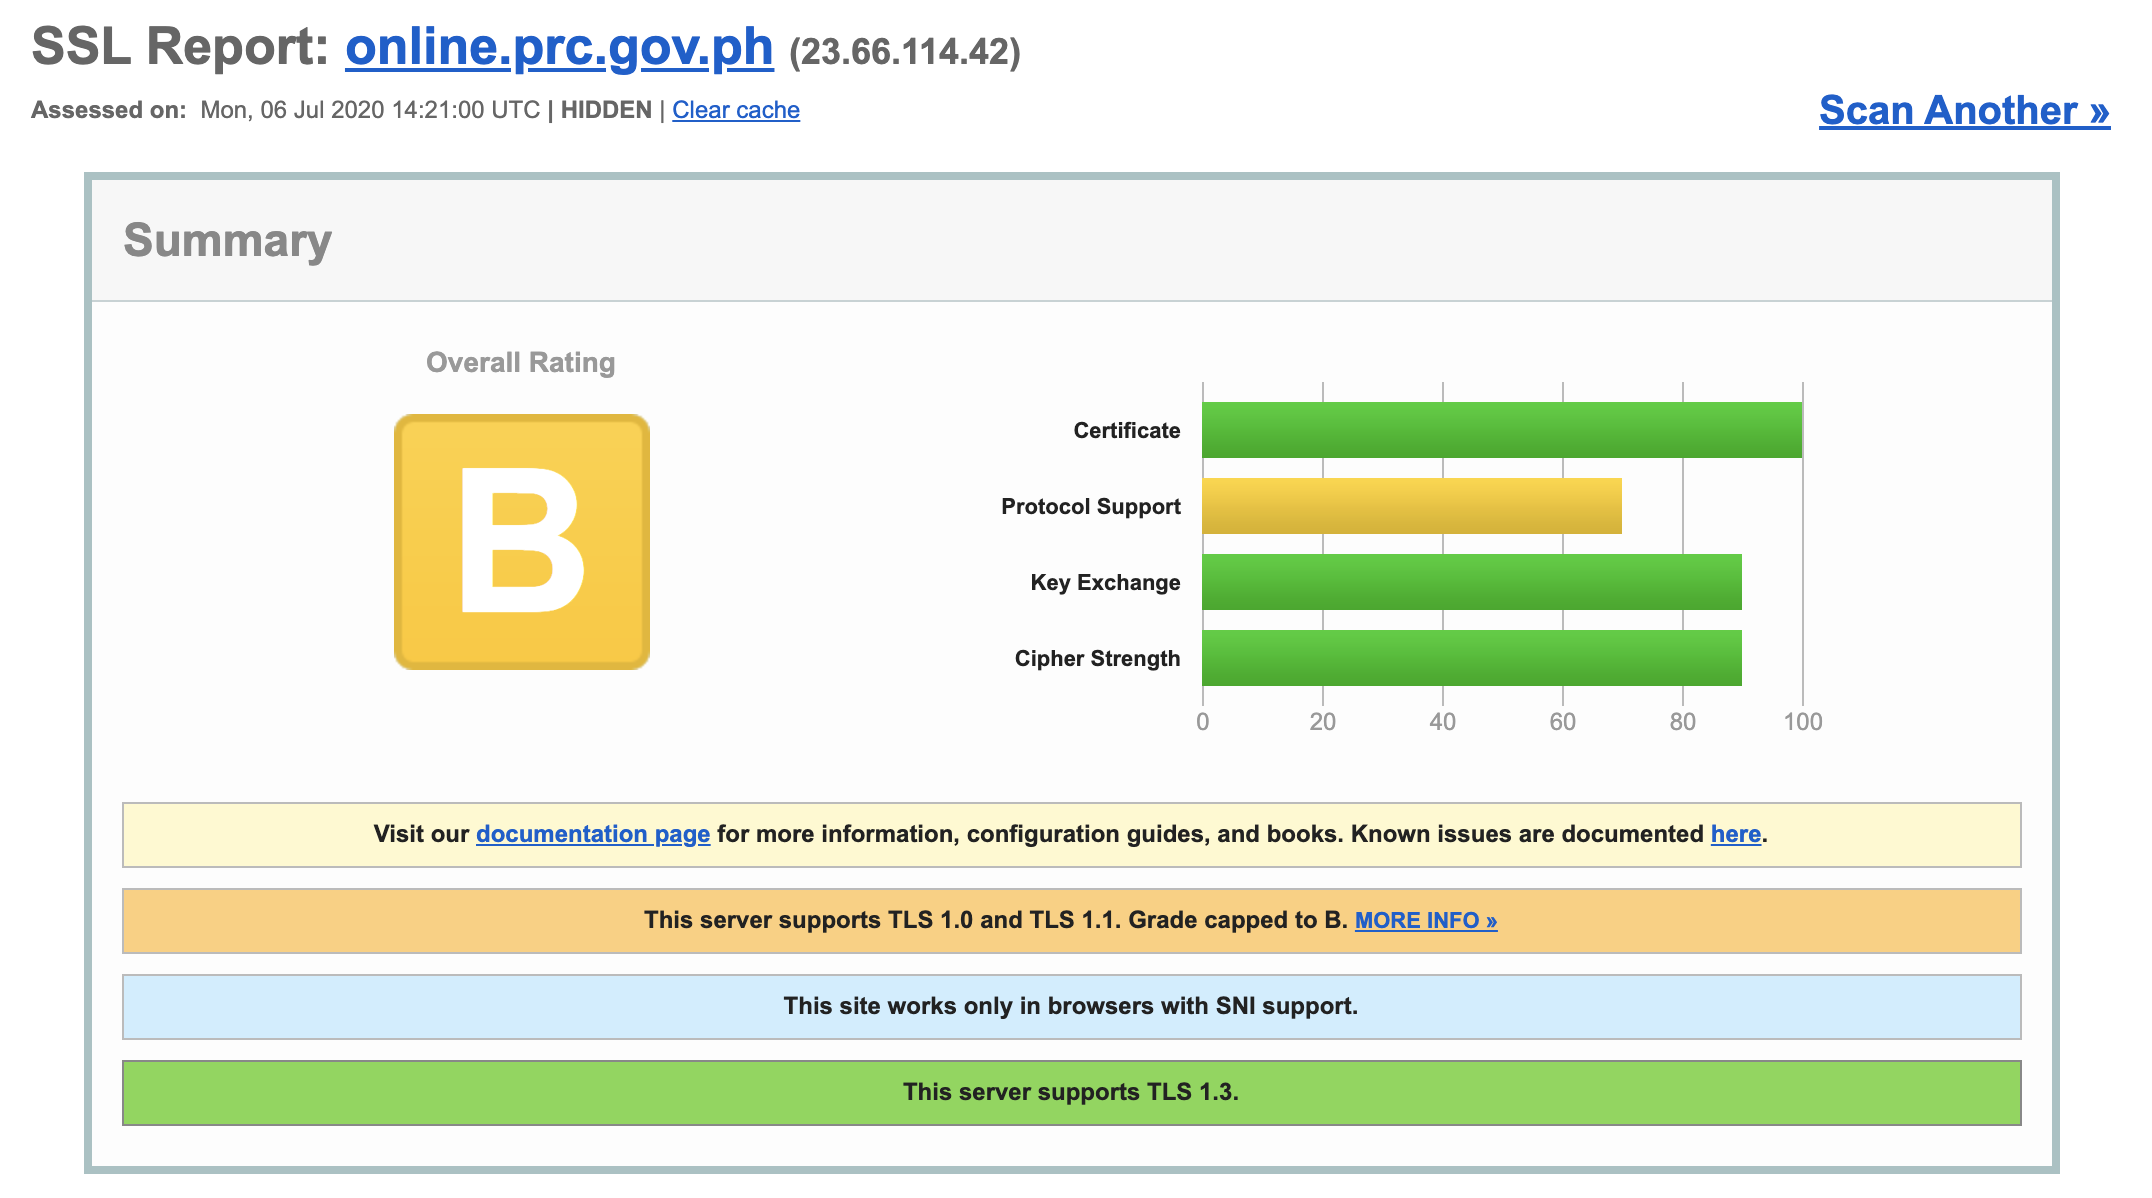 SSL Report: online.prc.gov.ph (23.66.114.42)
Assessed on: Mon, 06 Jul 2020 14:21:00 UTC | HIDDEN | Clear cache
Scan Another »
Summary
Overall Rating
B
Certificate
Protocol Support
Key Exchange
Cipher Strength
0 20 40 60 80 100
Visit our documentation page for more information, configuration guides, and books. Known issues are documented here.
This server supports TLS 1.0 and TLS 1.1. Grade capped to B. MORE INFO »
This site works only in browsers with SNI support.
This server supports TLS 1.3.